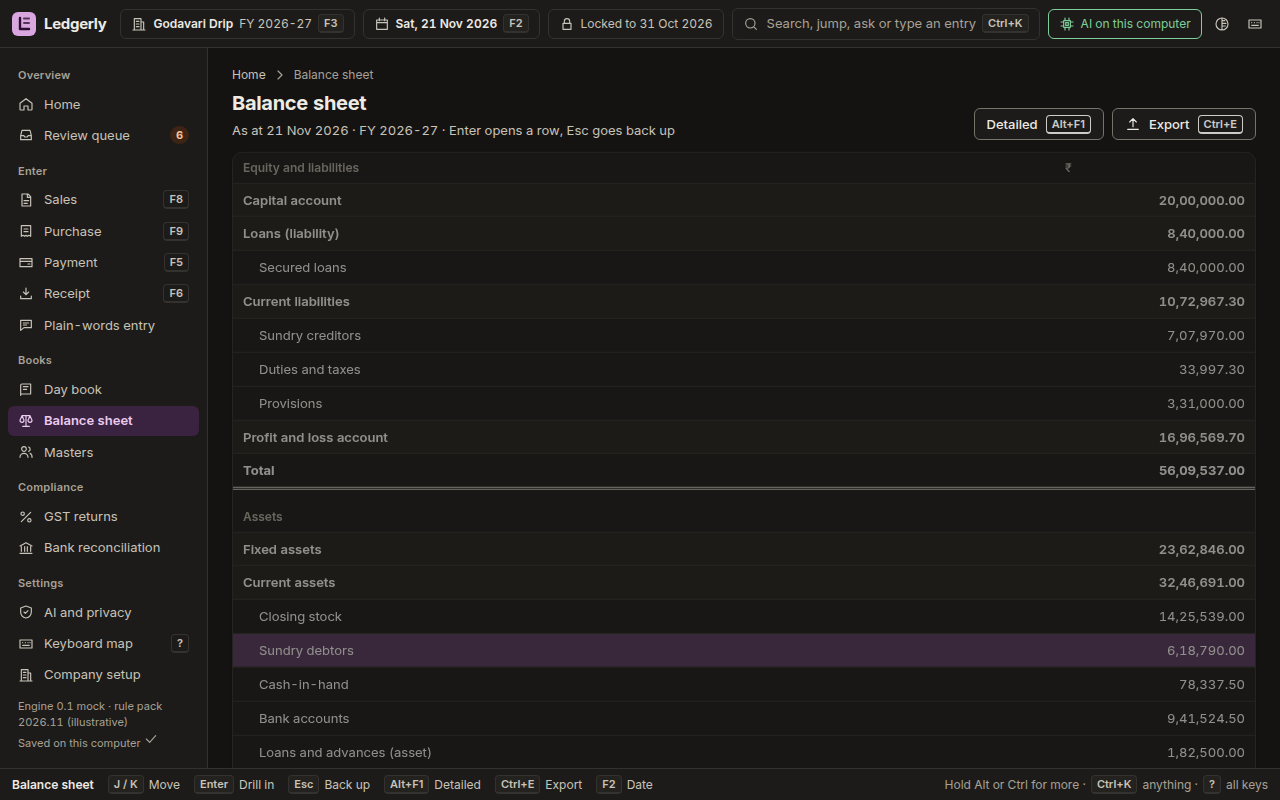 Ledgerly
Godavari Drip FY 2026-27 F3
Sat, 21 Nov 2026 F2
Locked to 31 Oct 2026
Search, jump, ask or type an entry Ctrl+K
AI on this computer
Overview
Home
Review queue 6
Enter
Sales F8
Purchase F9
Payment F5
Receipt F6
Plain-words entry
Books
Day book
Balance sheet
Masters
Compliance
GST returns
Bank reconciliation
Settings
AI and privacy
Keyboard map ?
Company setup
Engine 0.1 mock · rule pack
2026.11 (illustrative)
Saved on this computer
Home > Balance sheet
Balance sheet
As at 21 Nov 2026 · FY 2026-27 · Enter opens a row, Esc goes back up
Detailed Alt+F1
Export Ctrl+E
Equity and liabilities ₹
Capital account 20,00,000.00
Loans (liability) 8,40,000.00
Secured loans 8,40,000.00
Current liabilities 10,72,967.30
Sundry creditors 7,07,970.00
Duties and taxes 33,997.30
Provisions 3,31,000.00
Profit and loss account 16,96,569.70
Total 56,09,537.00
Assets
Fixed assets 23,62,846.00
Current assets 32,46,691.00
Closing stock 14,25,539.00
Sundry debtors 6,18,790.00
Cash-in-hand 78,337.50
Bank accounts 9,41,524.50
Loans and advances (asset) 1,82,500.00
Balance sheet J / K Move Enter Drill in Esc Back up Alt+F1 Detailed Ctrl+E Export F2 Date
Hold Alt or Ctrl for more · Ctrl+K anything · ? all keys